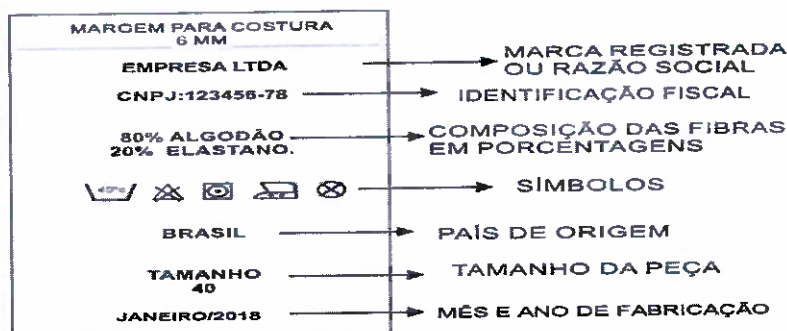 MARGEM PARA COSTURA
6 MM
EMPRESA LTDA
MARCA REGISTRADA
OU RAZÃO SOCIAL
CNPJ:123456-78
IDENTIFICAÇÃO FISCAL
80% ALGODÃO
20% ELASTANO.
COMPOSIÇÃO DAS FIBRAS
EM PORCENTAGENS
40°C
SÍMBOLOS
BRASIL
PAÍS DE ORIGEM
TAMANHO
40
TAMANHO DA PEÇA
JANEIRO/2018
MÊS E ANO DE FABRICAÇÃO